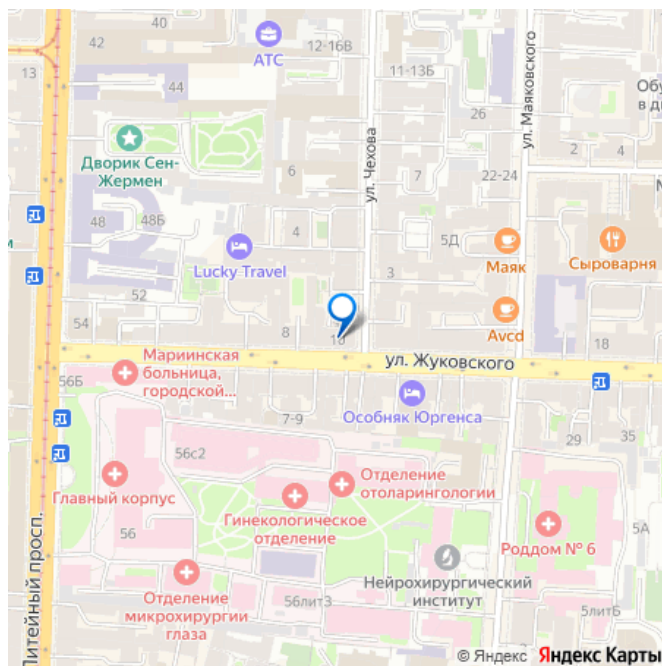 40
42
12-16В
АТС
13
44
11-13Б
26
ул. Маяковского
Обу
в д
Дворик Сен-
Жермен
6
ул. Чехова
7
2
4
22-24
48
48Б
4
5Д
Маяк
Сыроварня
м
Lucky Travel
3
52
54
8
Avcd
18
ул. Жуковского
Мариинская
больница,
городской...
56Б
Особняк Юргенса
7-9
29
35
56с2
Отделение
отоларингологии
Главный корпус
Гинекологическое
отделение
56
5А
Роддом № 6
Литейный просп.
Нейрохирургический
институт
Отделение
микрохирургии
глаза
56лит3
5литБ
© Яндекс Яндекс Карты